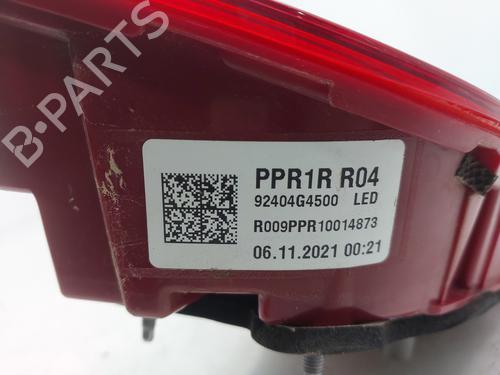 PPR1R R04
92404G4500 LED
R009PPR10014873
06.11.2021 00:21
B-PARTS